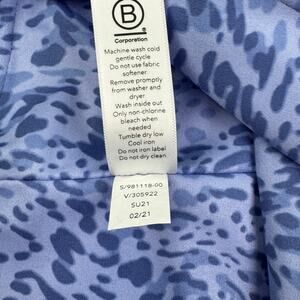 B
Corporation
Machine wash cold
gentle cycle
Do not use fabric
softener
Remove promptly
from washer and
dryer
Wash inside out
Only non-chlorine
bleach when
needed
Tumble dry low
Cool iron
Do not iron label
Do not dry clean
S/981118-00
V/305922
SU21
02/21